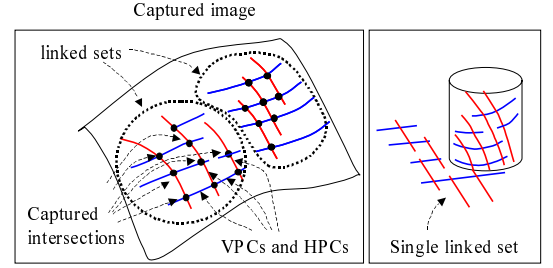 Captured image
linked sets
Captured
intersections
VPCs and HPCs
Single linked set